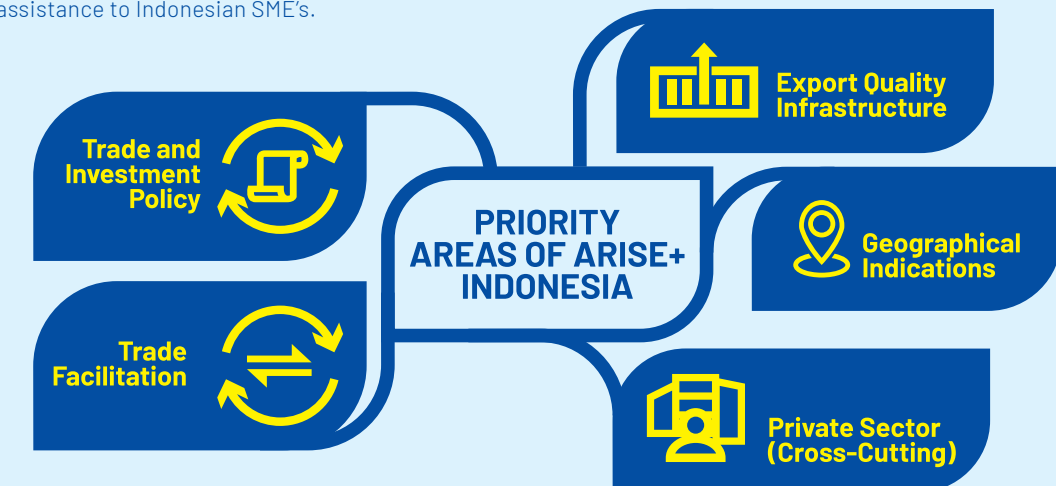 assistance to Indonesian SME's.
Trade and
Investment
Policy
Trade
Facilitation
PRIORITY
AREAS OF ARISE+
INDONESIA
Export Quality
Infrastructure
Geographical
Indications
Private Sector
(Cross-Cutting)